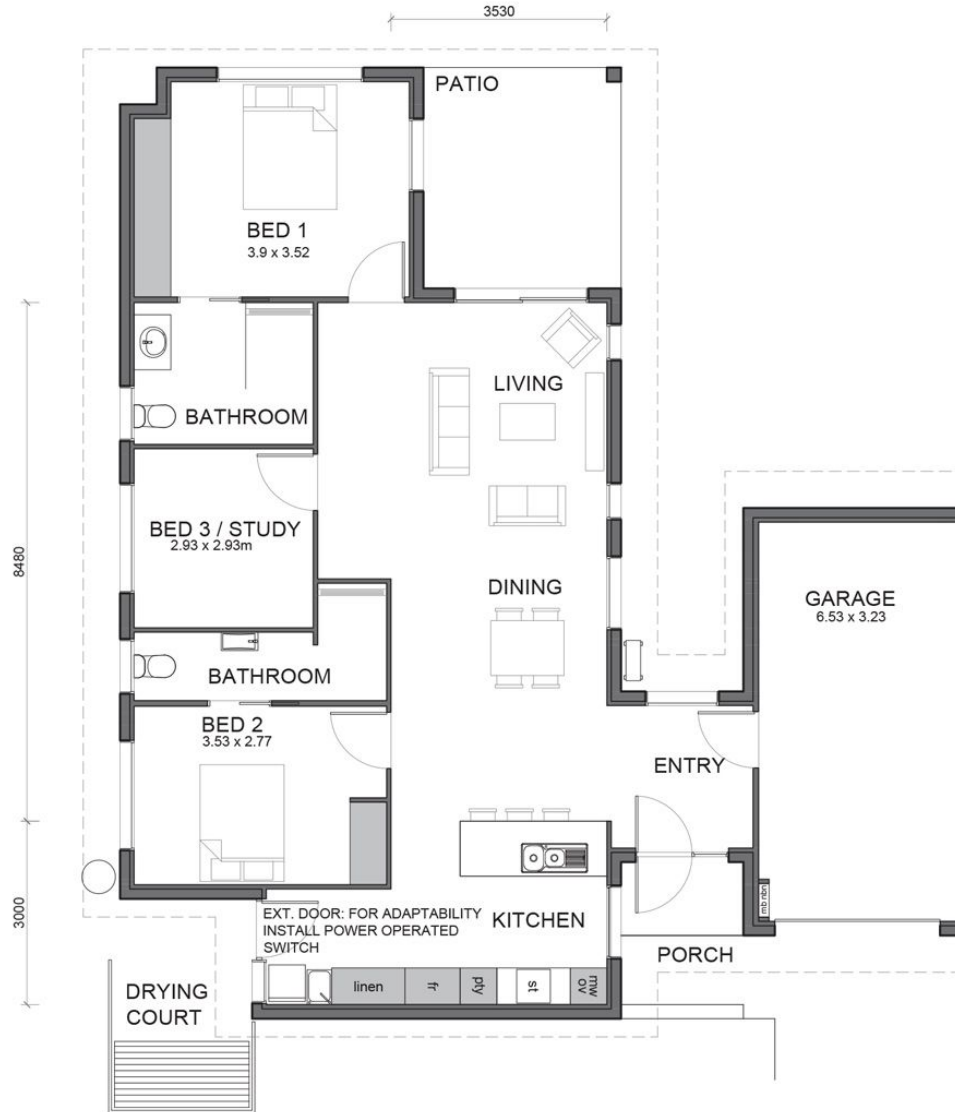 3530
PATIO
BED 1
3.9 x 3.52
LIVING
BATHROOM
BED 3 / STUDY
2.93 x 2.93m
8480
DINING
GARAGE
6.53 x 3.23
BATHROOM
BED 2
3.53 x 2.77
ENTRY
3000
mb nbn
EXT. DOOR: FOR ADAPTABILITY
INSTALL POWER OPERATED
SWITCH
KITCHEN
PORCH
linen
fr
pty
st
mw
ov
DRYING
COURT